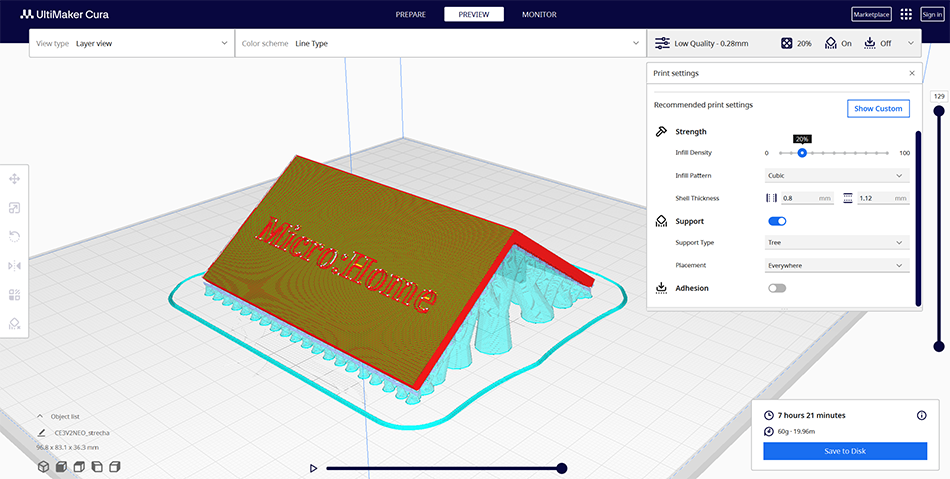 UltiMaker Cura
PREPARE
PREVIEW
MONITOR
Marketplace
Sign in
View type Layer view
Color scheme Line Type
Low Quality - 0.28mm
20%
On
Off
Print settings
Recommended print settings
Show Custom
Strength
20%
Infill Density 0 100
Infill Pattern Cubic
Shell Thickness 0.8 mm 1.12 mm
Support
Support Type Tree
Placement Everywhere
Adhesion
129
Micro:Home
Object list
CE3V2NEO_strecha
96.8 x 83.1 x 36.3 mm
7 hours 21 minutes
60g · 19.96m
Save to Disk